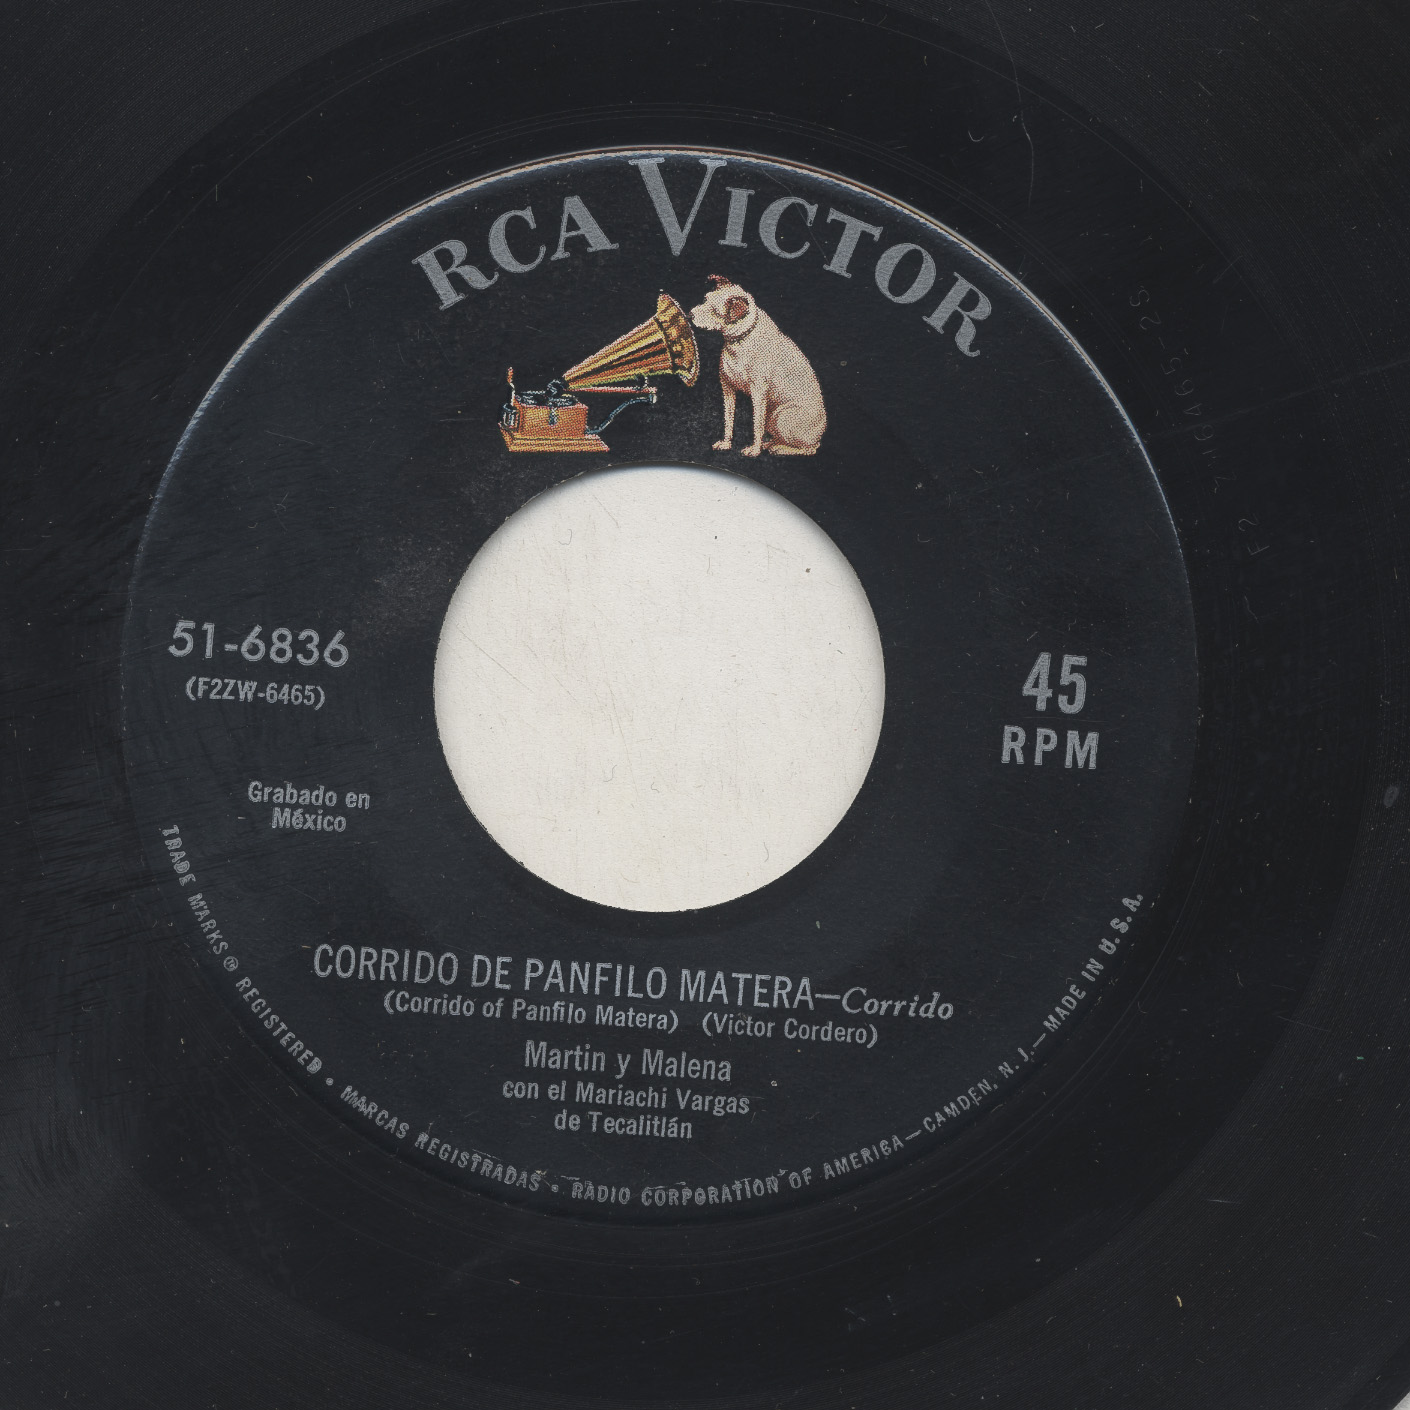 RCA VICTOR
51-6836
(F2ZW-6465)
45
RPM
Grabado en
México
CORRIDO DE PANFILO MATERA—Corrido
(Corrido of Panfilo Matera) (Victor Cordero)
Martin y Malena
con el Mariachi Vargas
de Tecalitlán
TRADE MARKS ® REGISTERED • MARCAS REGISTRADAS • RADIO CORPORATION OF AMERICA—CAMDEN, N. J.—MADE IN U.S.A.